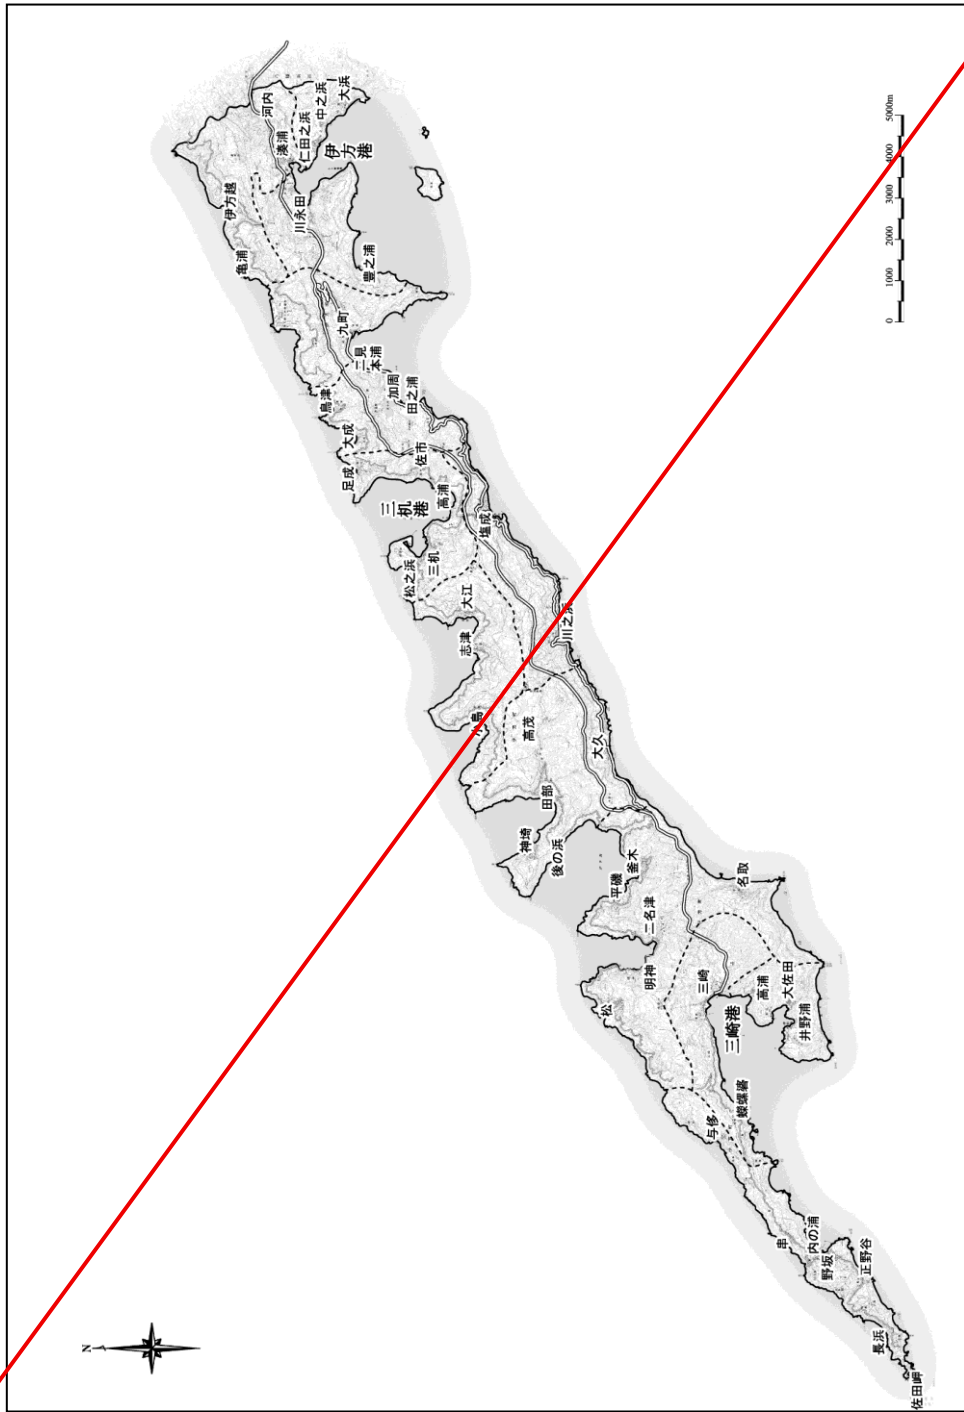 河内
大浜
中之浜
湊浦
仁田之浜
伊方港
伊方越
川永田
亀浦
豊之浦
九町
二見
本浦
鳥津
加周
田之浦
大成
足成
佐市
高浦
三机港
塩成
松之浜
三机
大江
志津
川之浜
小島
高茂
大久
田部
神埼
後の浜
釜木
平磯
二名津
名取
明神
三崎
松
高浦
大佐田
井野浦
三崎港
与侈
串
内の浦
野坂
正野谷
長浜
佐田岬
N
0 1000 2000 3000 4000 5000m